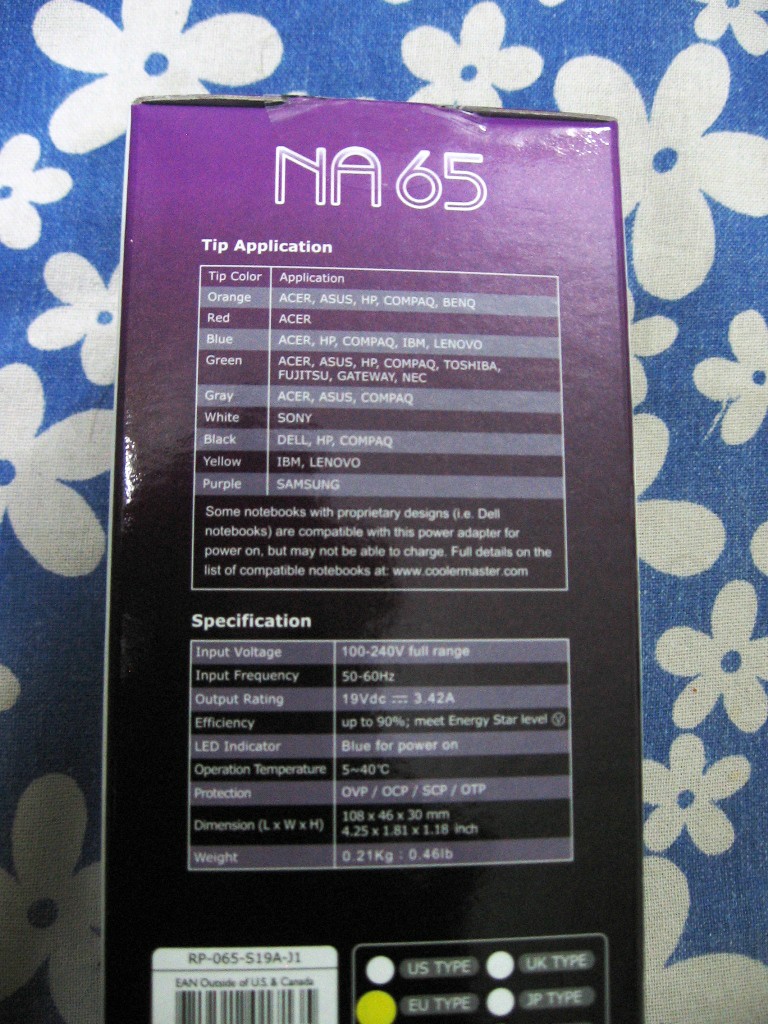 NA 65
Tip Application
Tip Color Application
Orange ACER, ASUS, HP, COMPAQ, BENQ
Red ACER
Blue ACER, HP, COMPAQ, IBM, LENOVO
Green ACER, ASUS, HP, COMPAQ, TOSHIBA,
FUJITSU, GATEWAY, NEC
Gray ACER, ASUS, COMPAQ
White SONY
Black DELL, HP, COMPAQ
Yellow IBM, LENOVO
Purple SAMSUNG
Some notebooks with proprietary designs (i.e. Dell
notebooks) are compatible with this power adapter for
power on, but may not be able to charge. Full details on the
list of compatible notebooks at: www.coolermaster.com
Specification
Input Voltage 100-240V full range
Input Frequency 50-60Hz
Output Rating 19Vdc ⎓ 3.42A
Efficiency up to 90%; meet Energy Star level Ⓥ
LED Indicator Blue for power on
Operation Temperature 5~40℃
Protection OVP / OCP / SCP / OTP
Dimension (L x W x H) 108 x 46 x 30 mm
4.25 x 1.81 x 1.18 inch
Weight 0.21Kg : 0.46lb
RP-065-S19A-J1
EAN Outside of U.S. & Canada
US TYPE UK TYPE
EU TYPE JP TYPE